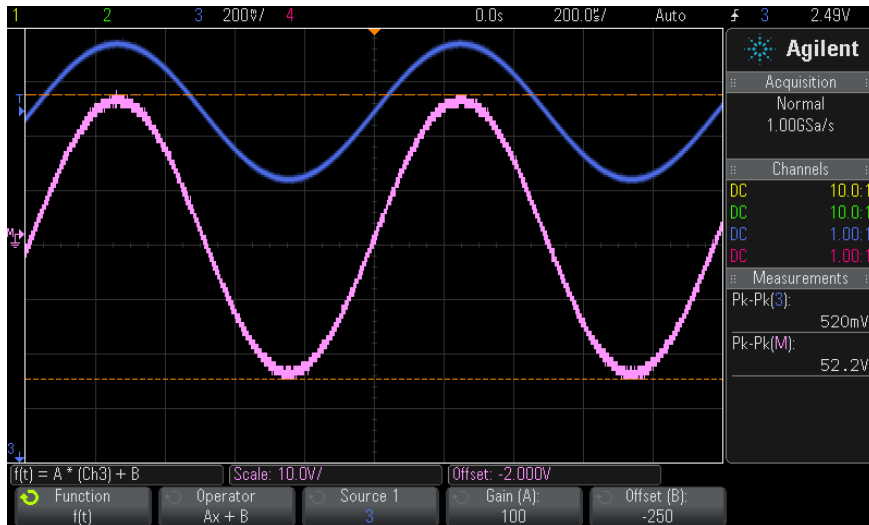 1 2 3 200mV/ 4 0.0s 200.0µ/ Auto 3 2.49V
Agilent
Acquisition
Normal
1.00GSa/s
Channels
DC 10.0:1
DC 10.0:1
DC 1.00:1
DC 1.00:1
Measurements
Pk-Pk(3):
520mV
Pk-Pk(M):
52.2V
T
M
3
f(t) = A * (Ch3) + B Scale: 10.0V/ Offset: -2.000V
Function Operator Source 1 Gain (A): Offset (B):
f(t) Ax + B 3 100 -250